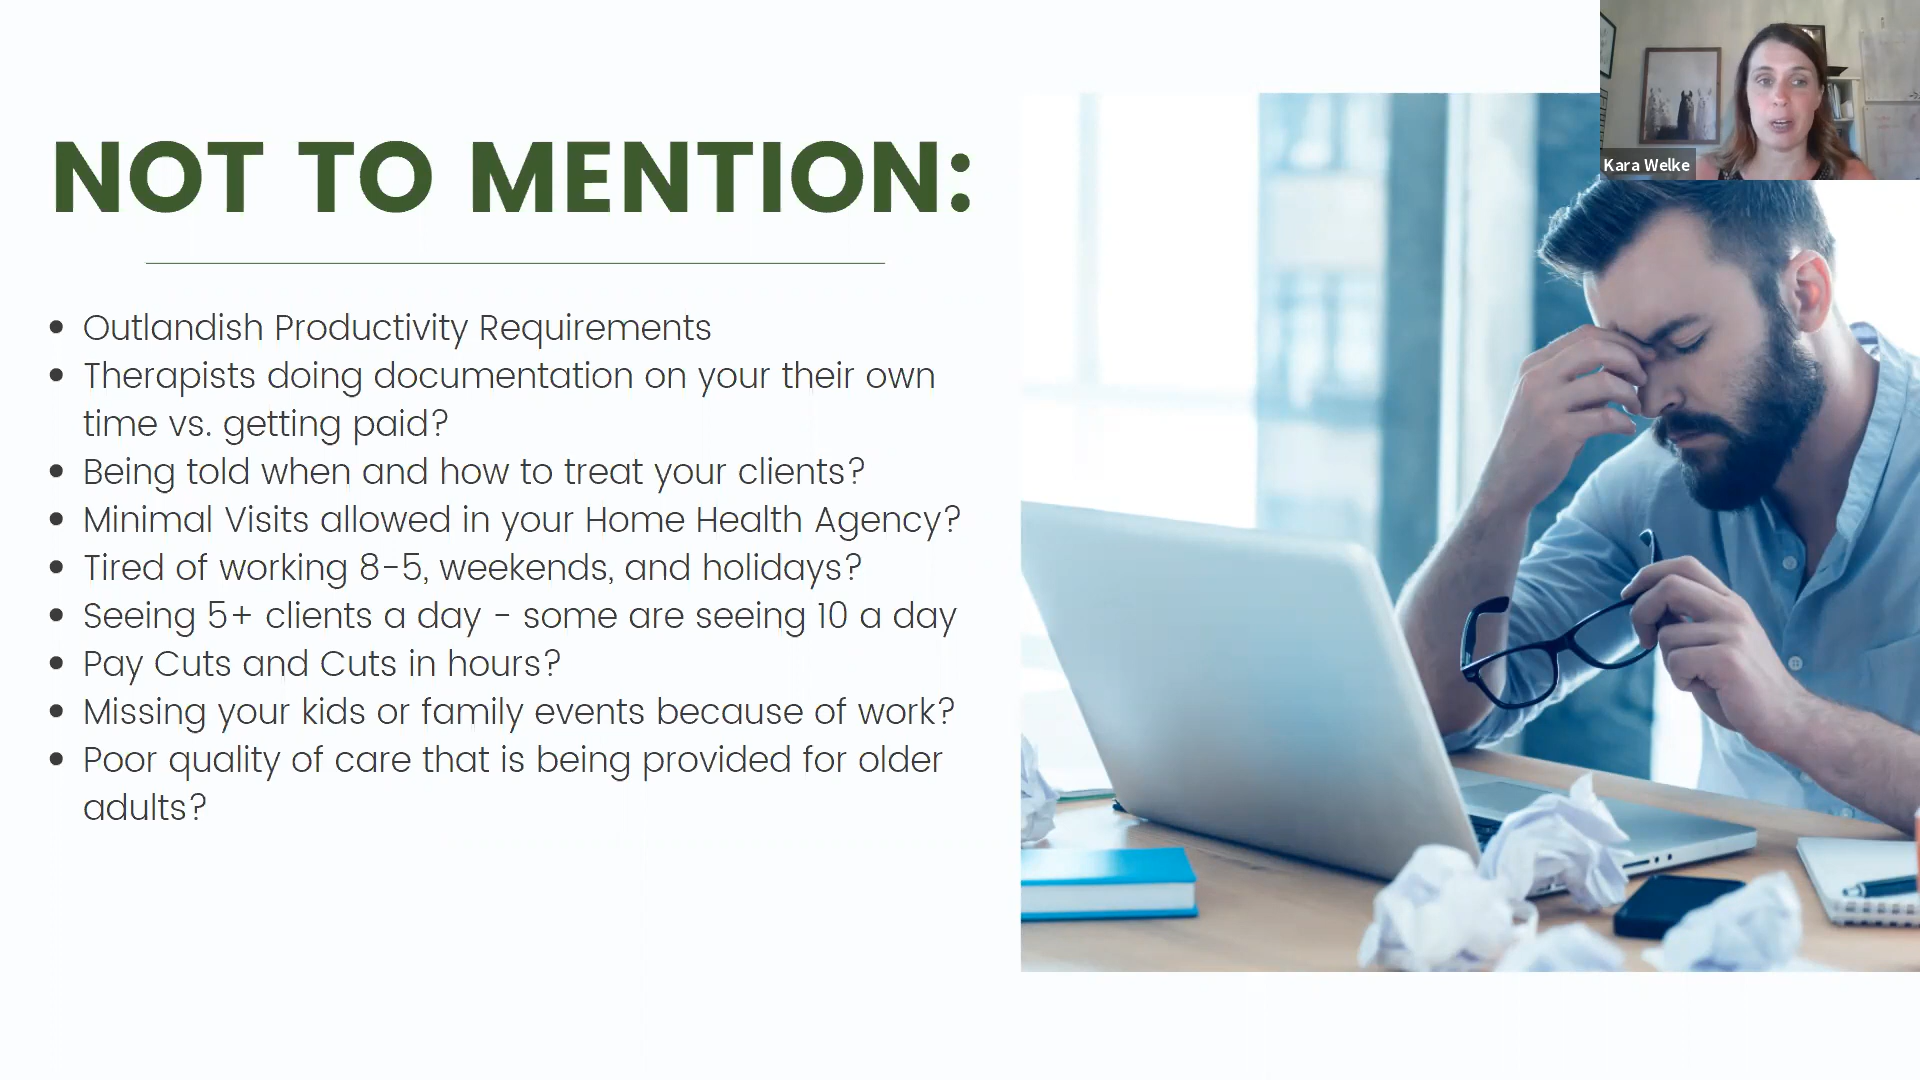 NOT TO MENTION:
Kara Welke
• Outlandish Productivity Requirements
• Therapists doing documentation on your their own
time vs. getting paid?
• Being told when and how to treat your clients?
• Minimal Visits allowed in your Home Health Agency?
• Tired of working 8-5, weekends, and holidays?
• Seeing 5+ clients a day - some are seeing 10 a day
• Pay Cuts and Cuts in hours?
• Missing your kids or family events because of work?
• Poor quality of care that is being provided for older
adults?